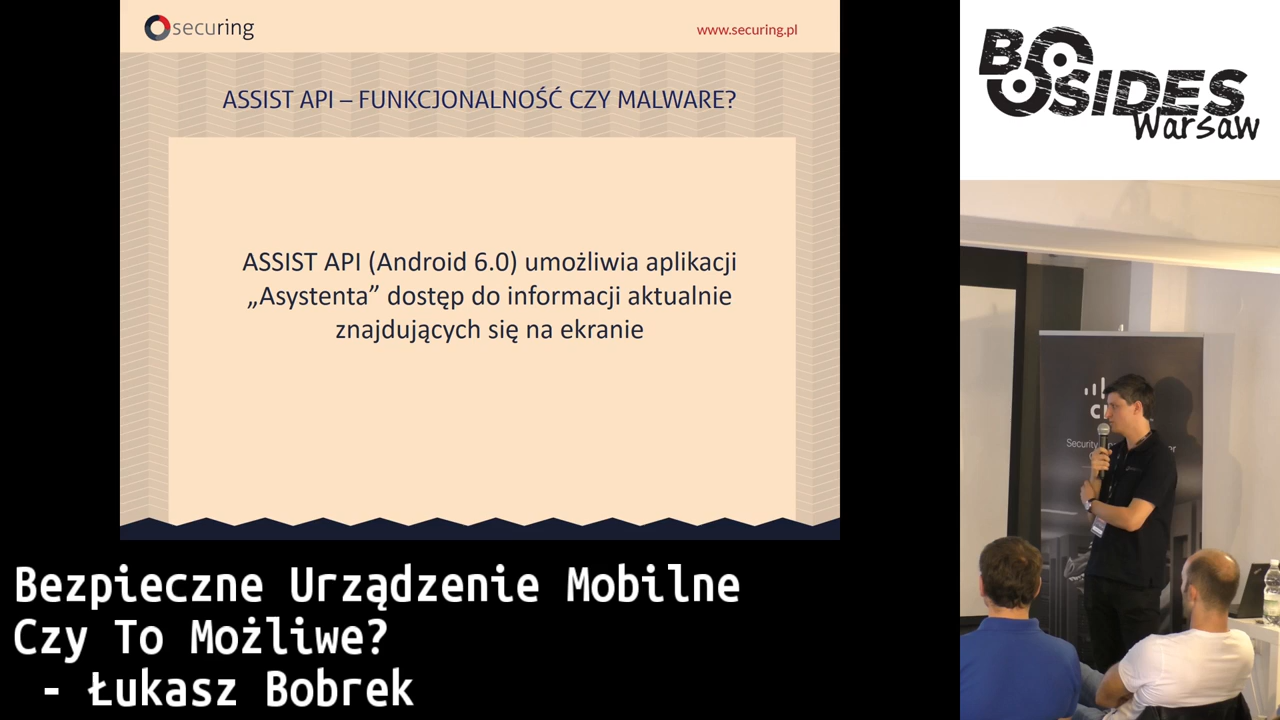 securing
www.securing.pl
ASSIST API – FUNKCJONALNOŚĆ CZY MALWARE?
ASSIST API (Android 6.0) umożliwia aplikacji
„Asystenta” dostęp do informacji aktualnie
znajdujących się na ekranie
BSIDES
Warsaw
Security
Bezpieczne Urządzenie Mobilne
Czy To Możliwe?
- Łukasz Bobrek